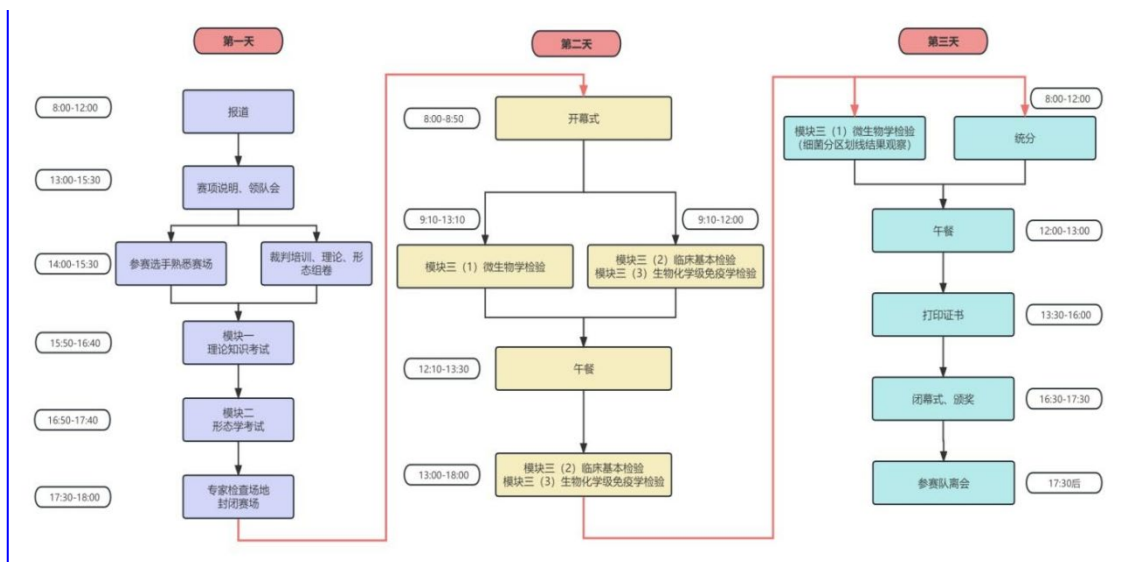 第一天
8:00-12:00
报道
13:00-15:30
赛项说明、领队会
14:00-15:30
参赛选手熟悉赛场
裁判培训、理论、形
态组卷
15:50-16:40
模块一
理论知识考试
16:50-17:40
模块二
形态学考试
17:30-18:00
专家检查场地
封闭赛场
第二天
8:00-8:50
开幕式
9:10-13:10
9:10-12:00
模块三（1）微生物学检验
模块三（2）临床基本检验
模块三（3）生物化学级免疫学检验
12:10-13:30
午餐
13:00-18:00
模块三（2）临床基本检验
模块三（3）生物化学级免疫学检验
第三天
8:00-12:00
模块三（1）微生物学检验
（细菌分区划线结果观察）
统分
午餐
12:00-13:00
打印证书
13:30-16:00
闭幕式、颁奖
16:30-17:30
参赛队离会
17:30后